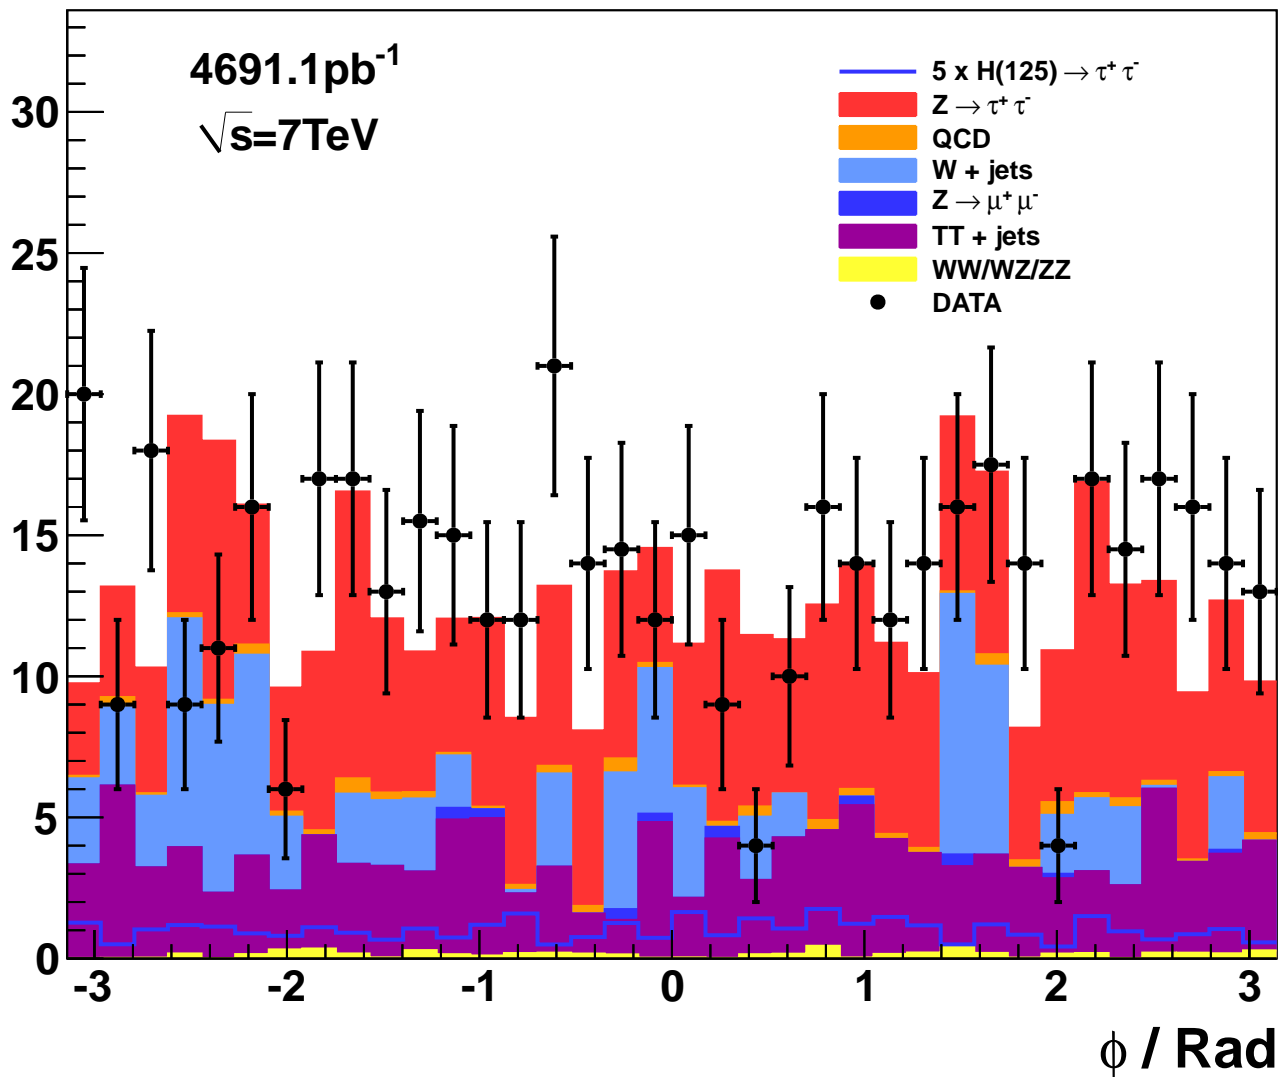 4691.1pb⁻¹
√s=7TeV
5 x H(125) → τ⁺ τ⁻
Z → τ⁺ τ⁻
QCD
W + jets
Z → μ⁺ μ⁻
TT + jets
WW/WZ/ZZ
DATA
30
25
20
15
10
5
0
-3 -2 -1 0 1 2 3
ϕ / Rad